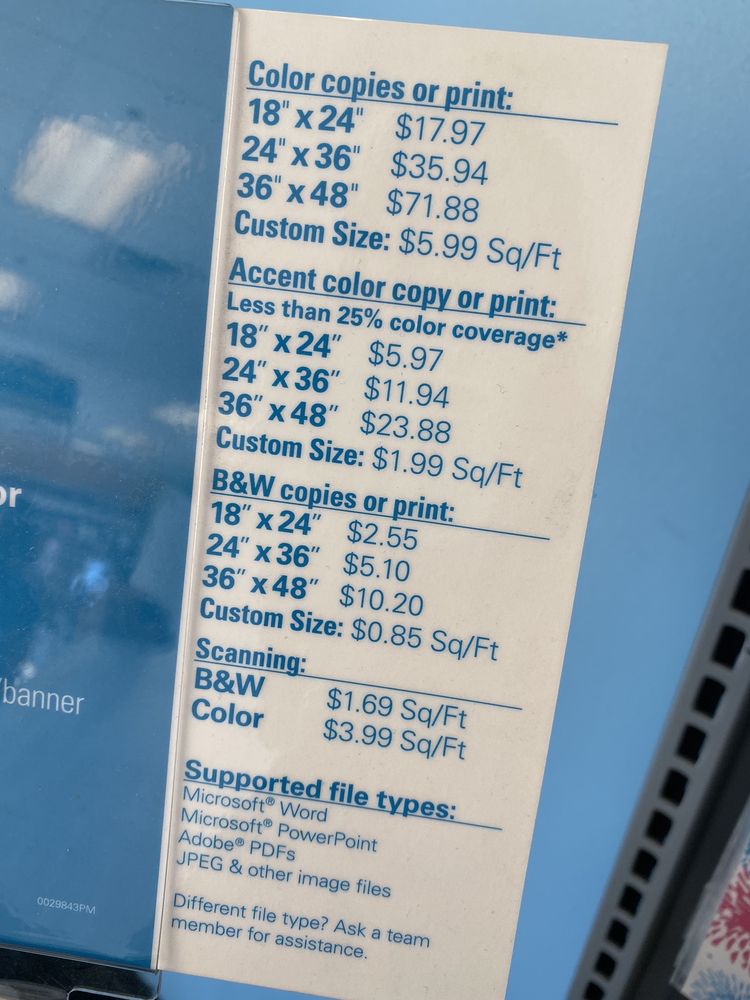 Color copies or print:
18" x 24" $17.97
24" x 36" $35.94
36" x 48" $71.88
Custom Size: $5.99 Sq/Ft
Accent color copy or print:
Less than 25% color coverage*
18" x 24" $5.97
24" x 36" $11.94
36" x 48" $23.88
Custom Size: $1.99 Sq/Ft
B&W copies or print:
18" x 24" $2.55
24" x 36" $5.10
36" x 48" $10.20
Custom Size: $0.85 Sq/Ft
Scanning:
B&W $1.69 Sq/Ft
Color $3.99 Sq/Ft
Supported file types:
Microsoft® Word
Microsoft® PowerPoint
Adobe® PDFs
JPEG & other image files
Different file type? Ask a team
member for assistance.
/banner
0029843PM